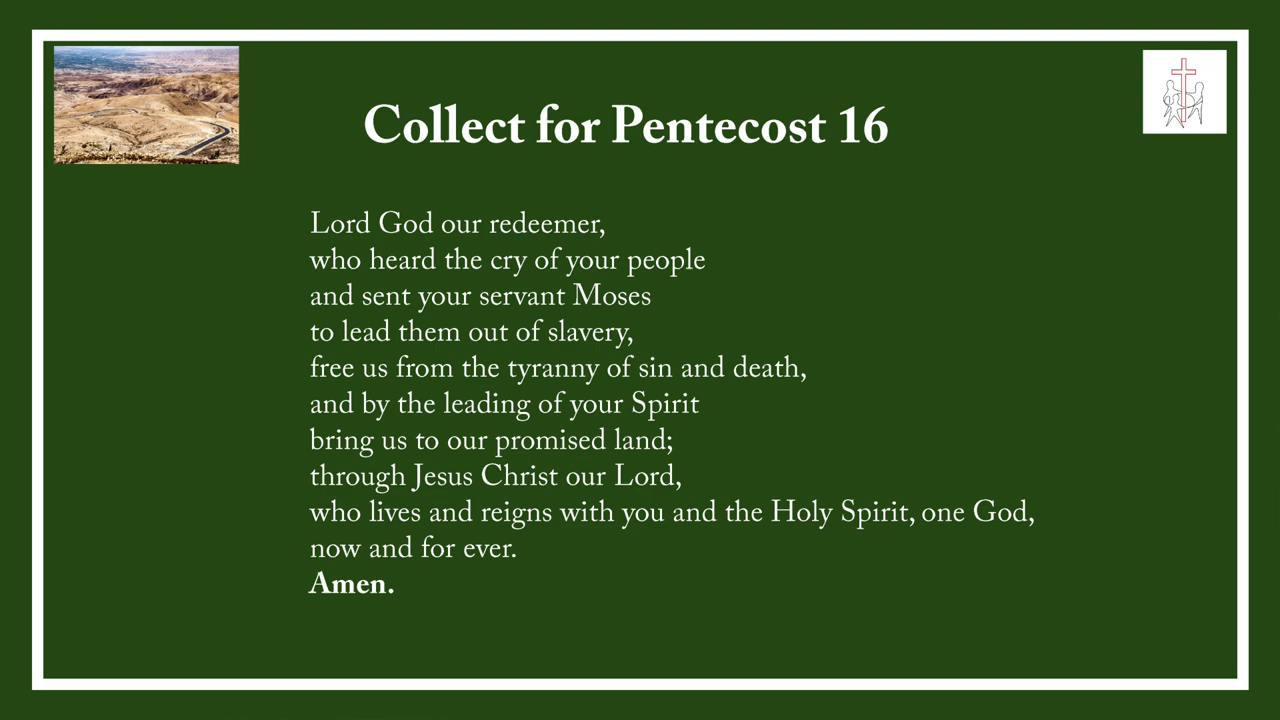 Collect for Pentecost 16
Lord God our redeemer,
who heard the cry of your people
and sent your servant Moses
to lead them out of slavery,
free us from the tyranny of sin and death,
and by the leading of your Spirit
bring us to our promised land;
through Jesus Christ our Lord,
who lives and reigns with you and the Holy Spirit, one God,
now and for ever.
Amen.